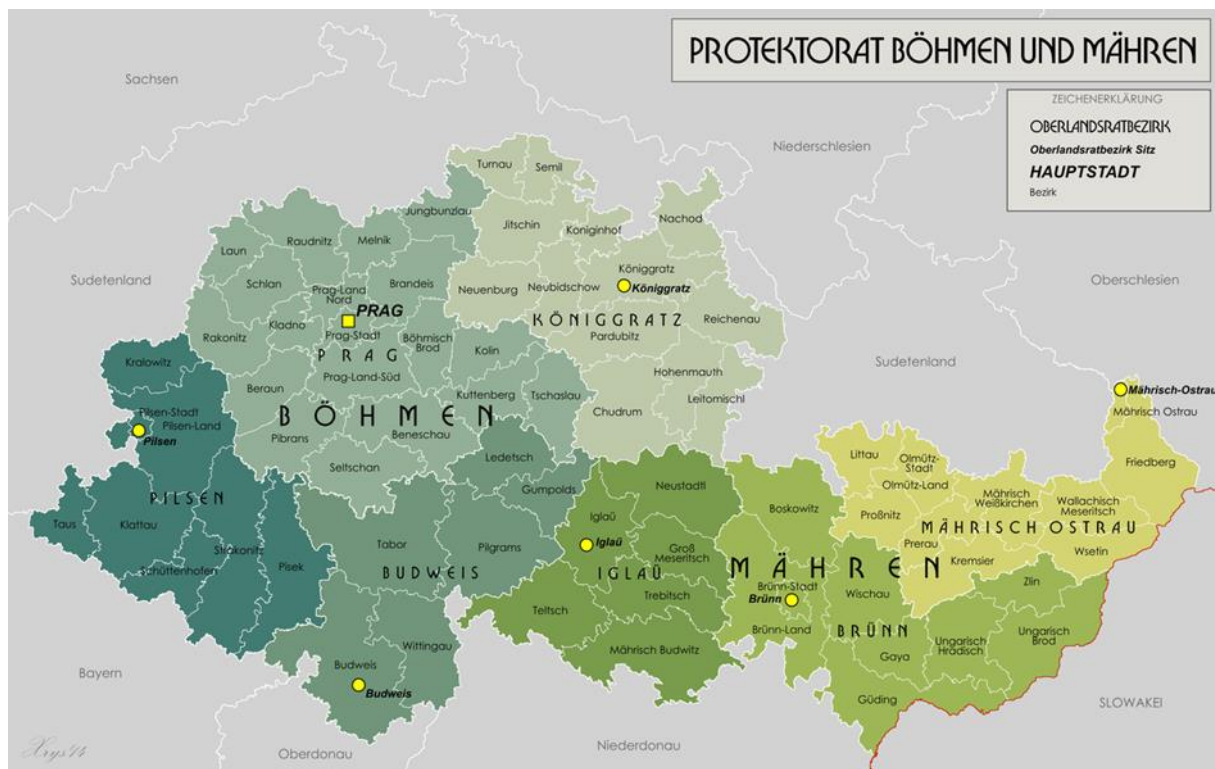 PROTEKTORAT BÖHMEN UND MÄHREN
ZEICHENERKLÄRUNG
OBERLANDSRATBEZIRK
Oberlandsratbezirk Sitz
HAUPTSTADT
Bezirk
Sachsen
Niederschlesien
Sudetenland
Oberschlesien
Sudetenland
Bayern
Oberdonau
Niederdonau
SLOWAKEI
BÖHMEN
MÄHREN
PRAG
PRAG
Jungbunzlau
Melnik
Raudnitz
Laun
Schlan
Prag-Land
Nord
Brandeis
Kladno
Prag-Stadt
Rakonitz
Böhmisch
Brod
Kolin
Beraun
Prag-Land-Süd
Kuttenberg
Tschaslau
Pibrans
Beneschau
Seltschan
KÖNIGGRATZ
Turnau
Semil
Jitschin
Koniginhof
Nachod
Königgratz
Königgratz
Neuenburg
Neubidschow
Reichenau
Pardubitz
Hohenmauth
Leitomischl
Chudrum
PILSEN
Kralowitz
Pilsen-Stadt
Pilsen-Land
Pilsen
Taus
Klattau
Strakonitz
Schüttenhofen
Pisek
BUDWEIS
Ledetsch
Gumpolds
Tabor
Pilgrams
Wittingau
Budweis
Budweis
IGLAÜ
Neustadtl
Iglaü
Iglaü
Groß
Meseritsch
Trebitsch
Teltsch
Mährisch Budwitz
BRÜNN
Boskowitz
Brünn-Stadt
Brünn
Brünn-Land
Wischau
Gaya
Güding
Ungarisch
Hradisch
Ungarisch
Brod
Zlin
MÄHRISCH OSTRAU
Mährisch-Ostrau
Mährisch Ostrau
Friedberg
Littau
Olmütz-
Stadt
Olmütz-Land
Mährisch
Weißkirchen
Wallachisch
Meseritsch
Proßnitz
Prerau
Kremsier
Wsetin
Xrys94